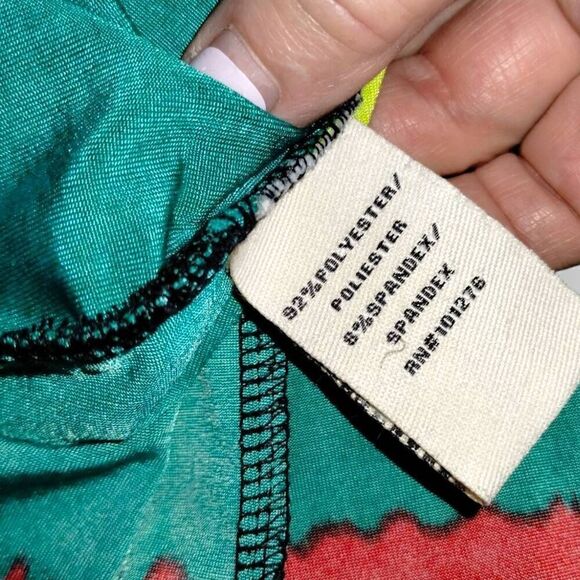 92%POLYESTER/
POLIESTER
8%SPANDEX/
SPANDEX
RN#101276